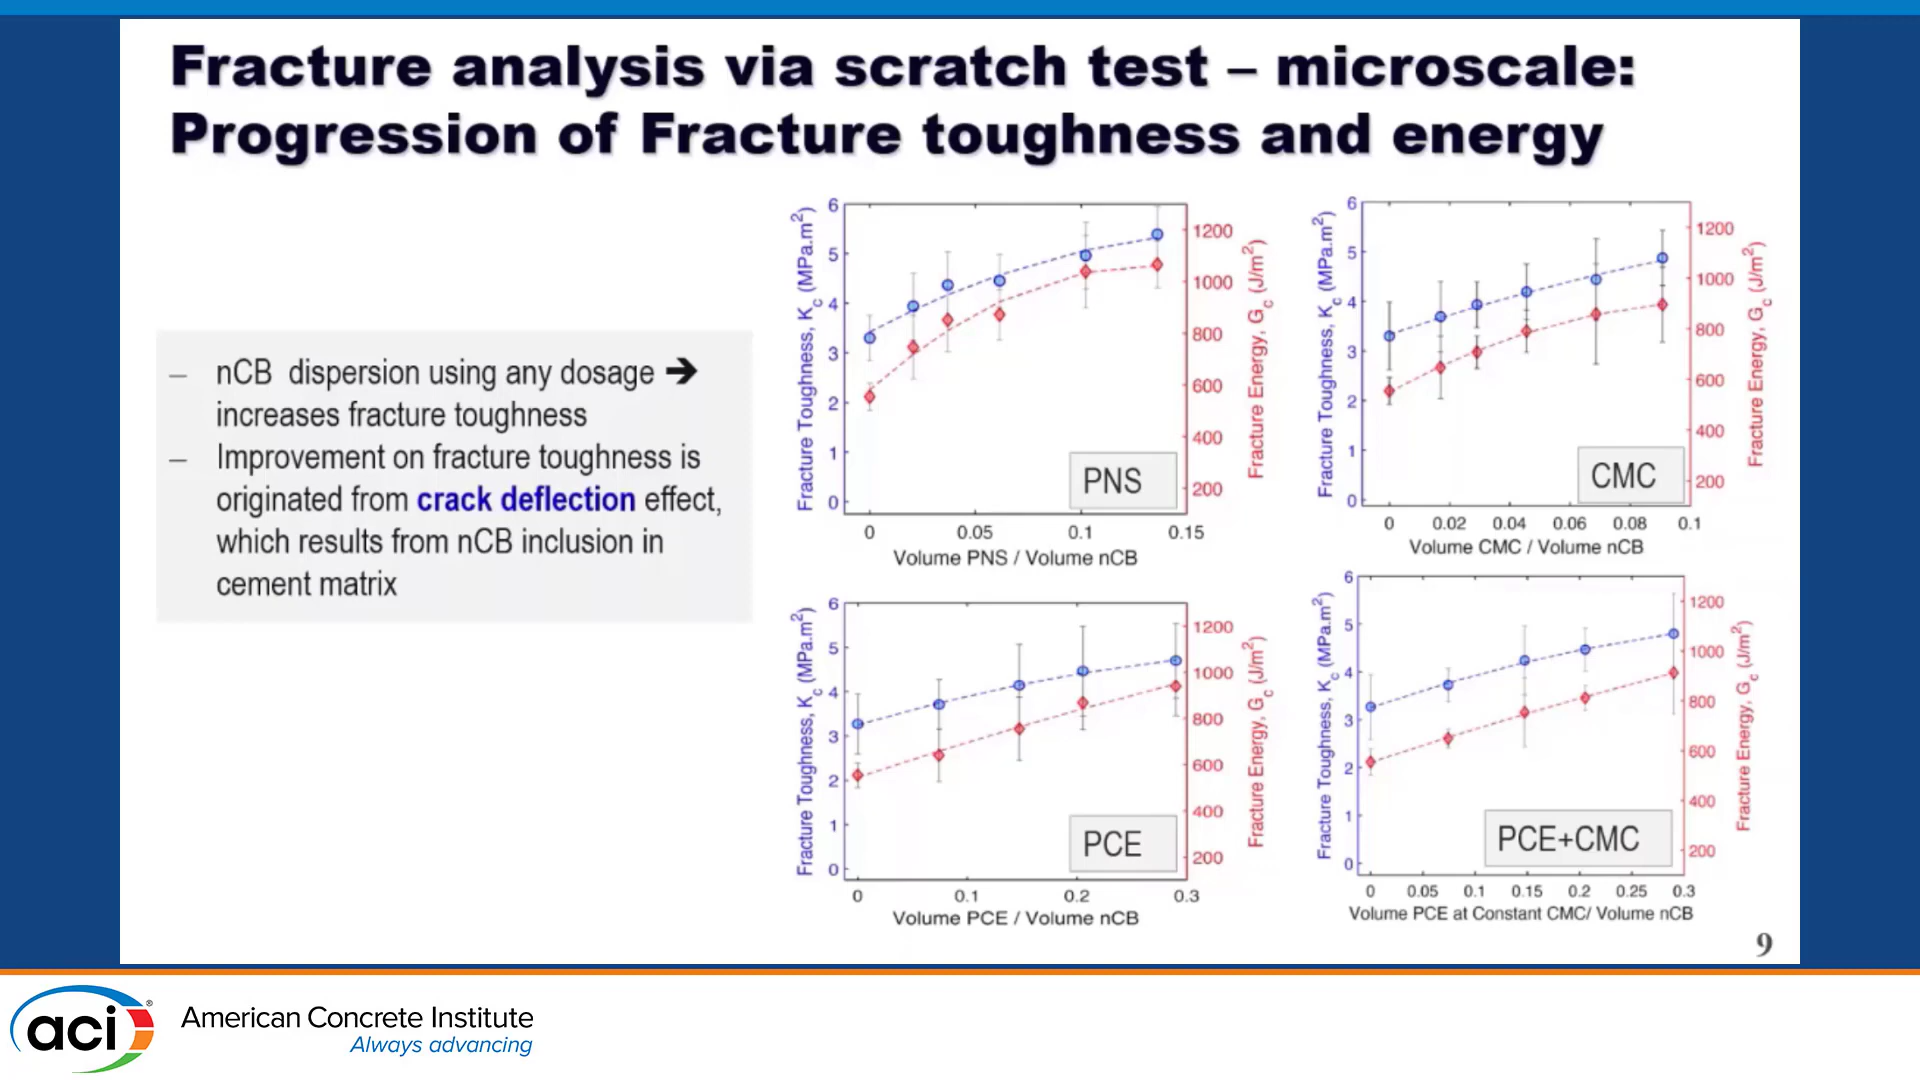 Fracture analysis via scratch test – microscale:
Progression of Fracture toughness and energy
– nCB dispersion using any dosage ➔
increases fracture toughness
– Improvement on fracture toughness is
originated from crack deflection effect,
which results from nCB inclusion in
cement matrix
Fracture Toughness, Kc (MPa.m2)
6
5
4
3
2
1
0
0 0.05 0.1 0.15
Volume PNS / Volume nCB
PNS
1200
1000
800
600
400
200
Fracture Energy, Gc (J/m2)
Fracture Toughness, Kc (MPa.m2)
6
5
4
3
2
1
0
0 0.02 0.04 0.06 0.08 0.1
Volume CMC / Volume nCB
CMC
1200
1000
800
600
400
200
Fracture Energy, Gc (J/m2)
Fracture Toughness, Kc (MPa.m2)
6
5
4
3
2
1
0
0 0.1 0.2 0.3
Volume PCE / Volume nCB
PCE
1200
1000
800
600
400
200
Fracture Energy, Gc (J/m2)
Fracture Toughness, Kc (MPa.m2)
6
5
4
3
2
1
0
0 0.05 0.1 0.15 0.2 0.25 0.3
Volume PCE at Constant CMC/ Volume nCB
PCE+CMC
1200
1000
800
600
400
200
Fracture Energy, Gc (J/m2)
9
aci®
American Concrete Institute
Always advancing